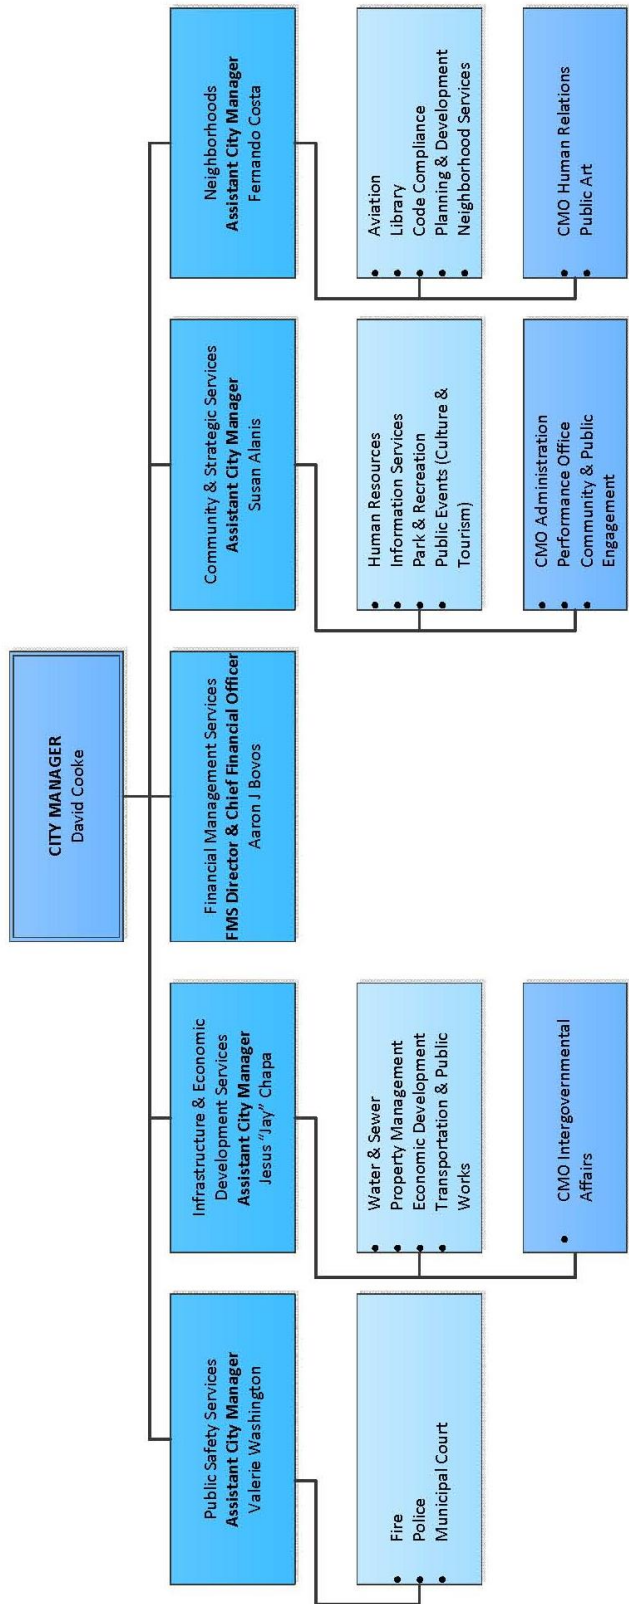 CITY MANAGER
David Cooke
Public Safety Services
Assistant City Manager
Valerie Washington
• Fire
• Police
• Municipal Court
Infrastructure & Economic
Development Services
Assistant City Manager
Jesus “Jay” Chapa
• Water & Sewer
• Property Management
• Economic Development
• Transportation & Public
Works
• CMO Intergovernmental
Affairs
Financial Management Services
FMS Director & Chief Financial Officer
Aaron J Bovos
Community & Strategic Services
Assistant City Manager
Susan Alanis
• Human Resources
• Information Services
• Park & Recreation
• Public Events (Culture &
Tourism)
• CMO Administration
• Performance Office
• Community & Public
Engagement
Neighborhoods
Assistant City Manager
Fernando Costa
• Aviation
• Library
• Code Compliance
• Planning & Development
• Neighborhood Services
• CMO Human Relations
• Public Art